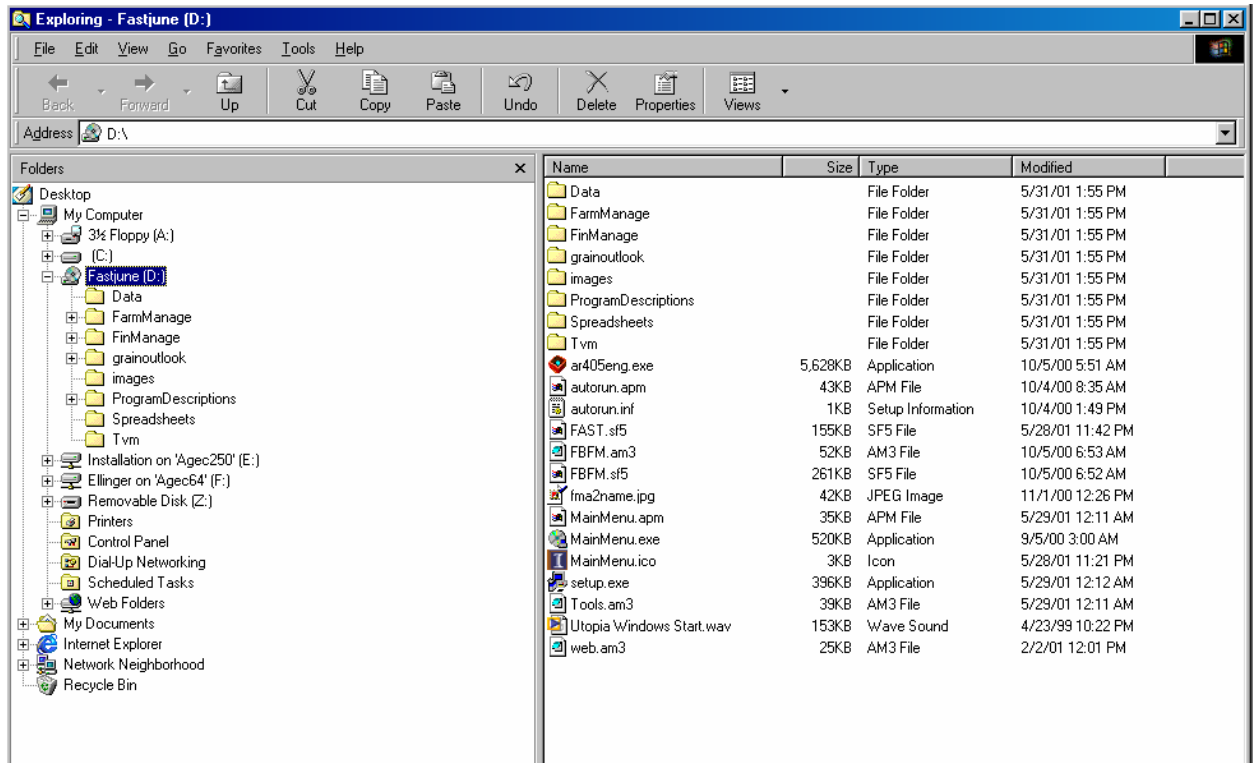 Exploring - Fastjune (D:)
File Edit View Go Favorites Tools Help
Back Forward Up Cut Copy Paste Undo Delete Properties Views
Address D:\
Folders
Desktop
My Computer
3½ Floppy (A:)
(C:)
Fastjune (D:)
Data
FarmManage
FinManage
grainoutlook
images
ProgramDescriptions
Spreadsheets
Tvm
Installation on 'Agec250' (E:)
Ellinger on 'Agec64' (F:)
Removable Disk (Z:)
Printers
Control Panel
Dial-Up Networking
Scheduled Tasks
Web Folders
My Documents
Internet Explorer
Network Neighborhood
Recycle Bin
Name Size Type Modified
Data File Folder 5/31/01 1:55 PM
FarmManage File Folder 5/31/01 1:55 PM
FinManage File Folder 5/31/01 1:55 PM
grainoutlook File Folder 5/31/01 1:55 PM
images File Folder 5/31/01 1:55 PM
ProgramDescriptions File Folder 5/31/01 1:55 PM
Spreadsheets File Folder 5/31/01 1:55 PM
Tvm File Folder 5/31/01 1:55 PM
ar405eng.exe 5,628KB Application 10/5/00 5:51 AM
autorun.apm 43KB APM File 10/4/00 8:35 AM
autorun.inf 1KB Setup Information 10/4/00 1:49 PM
FAST.sf5 155KB SF5 File 5/28/01 11:42 PM
FBFM.am3 52KB AM3 File 10/5/00 6:53 AM
FBFM.sf5 261KB SF5 File 10/5/00 6:52 AM
fma2name.jpg 42KB JPEG Image 11/1/00 12:26 PM
MainMenu.apm 35KB APM File 5/29/01 12:11 AM
MainMenu.exe 520KB Application 9/5/00 3:00 AM
MainMenu.ico 3KB Icon 5/28/01 11:21 PM
setup.exe 396KB Application 5/29/01 12:12 AM
Tools.am3 39KB AM3 File 5/29/01 12:11 AM
Utopia Windows Start.wav 153KB Wave Sound 4/23/99 10:22 PM
web.am3 25KB AM3 File 2/2/01 12:01 PM